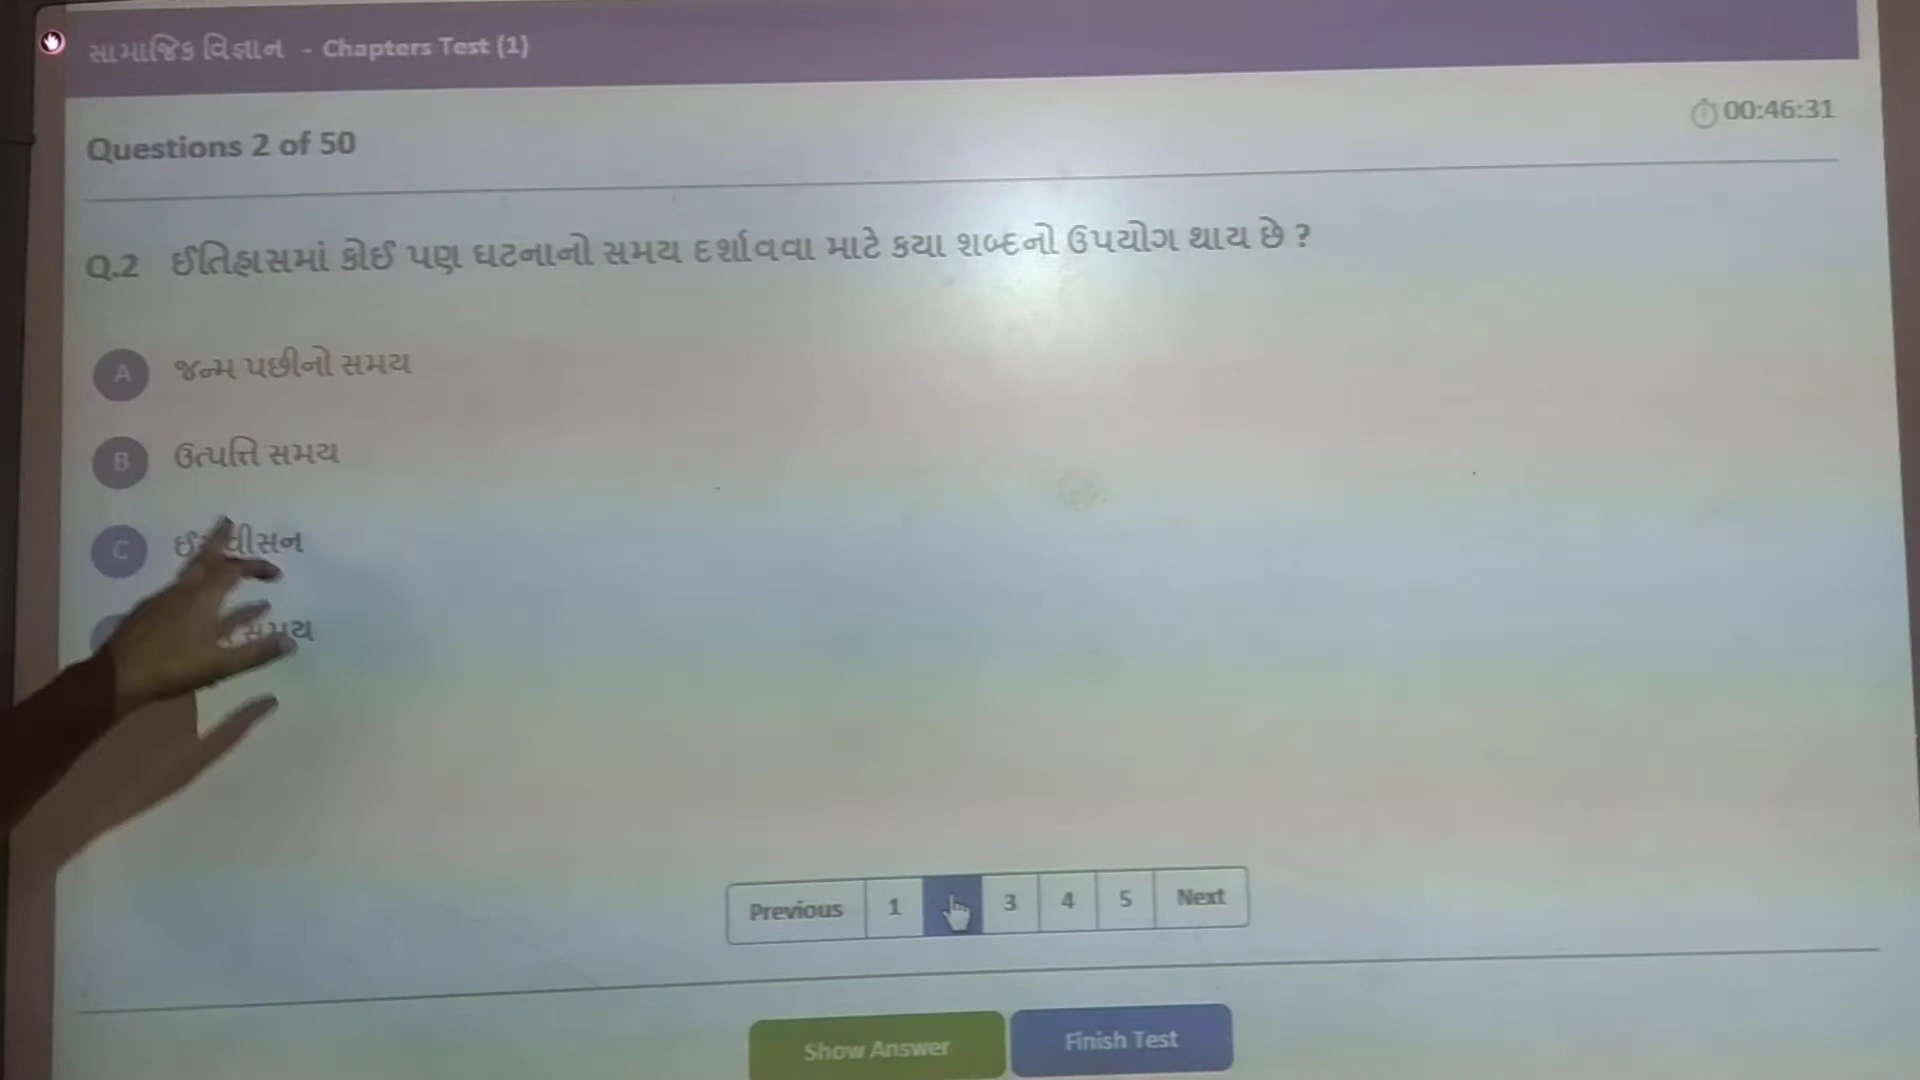 સામાજિક વિજ્ઞાન - Chapters Test (1)
00:46:31
Questions 2 of 50
Q.2 ઈતિહાસમાં કોઈ પણ ઘટનાનો સમય દર્શાવવા માટે કયા શબ્દનો ઉપયોગ થાય છે ?
A જન્મ પછીનો સમય
B ઉત્પત્તિ સમય
C
સમય
Previous 1 3 4 5 Next
Show Answer Finish Test